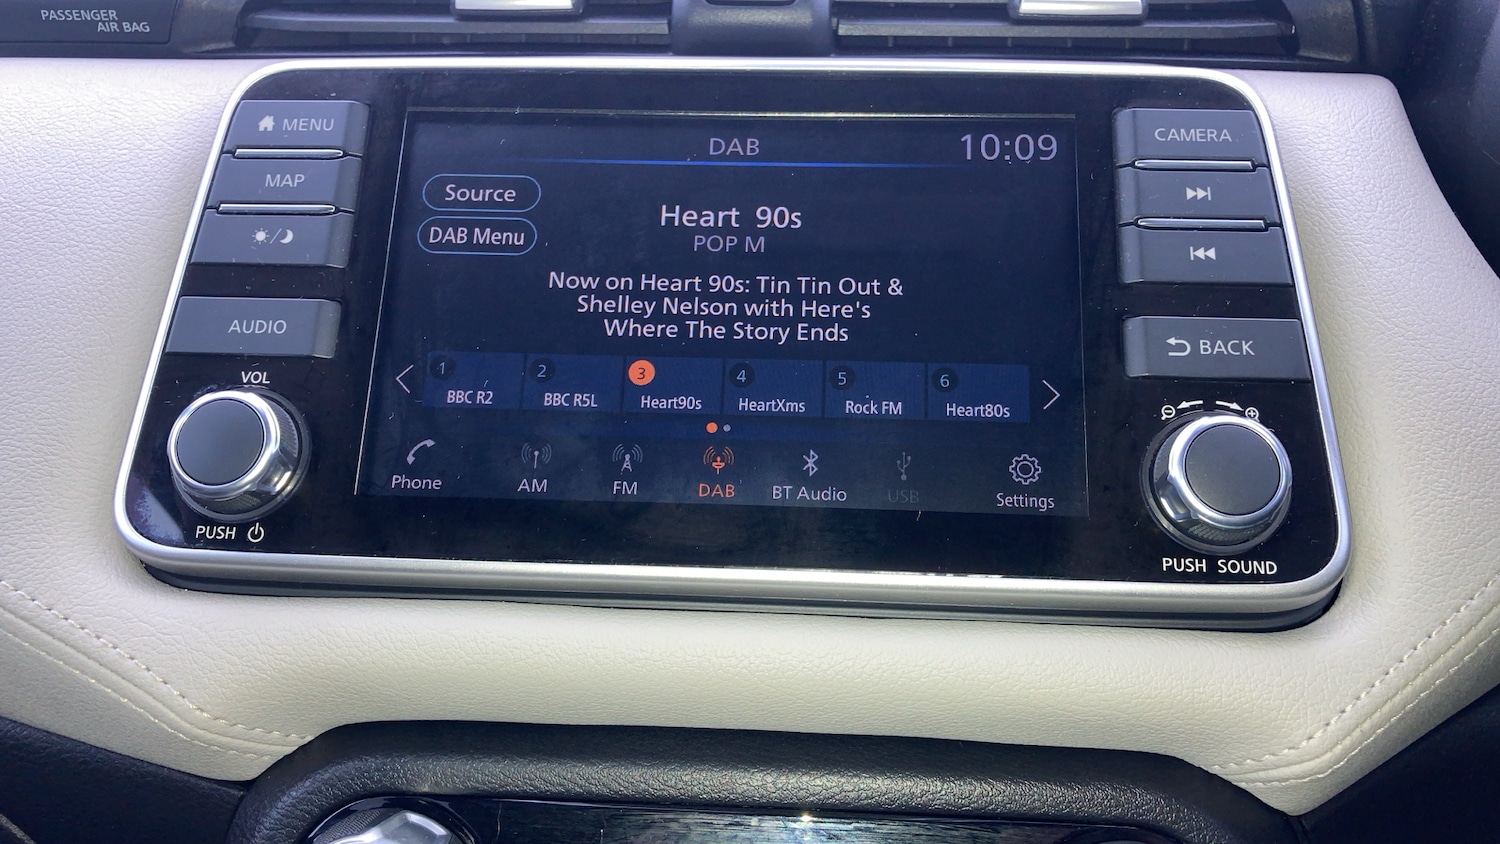 PASSENGER
AIR BAG
MENU
MAP
AUDIO
VOL
PUSH
DAB
10:09
Source
DAB Menu
Heart 90s
POP M
Now on Heart 90s: Tin Tin Out &
Shelley Nelson with Here's
Where The Story Ends
1 2 3 4 5 6
BBC R2 BBC R5L Heart90s HeartXms Rock FM Heart80s
Phone AM FM DAB BT Audio USB Settings
CAMERA
BACK
PUSH SOUND